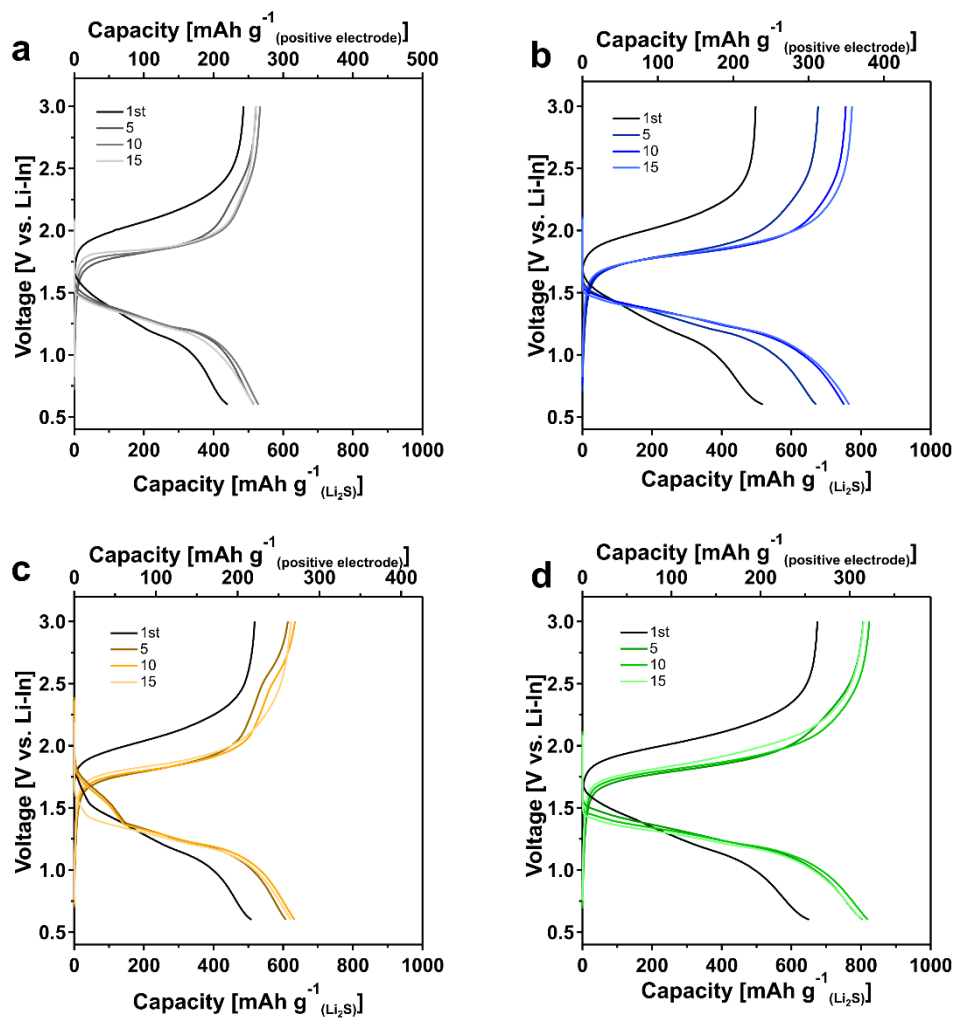 a
Capacity [mAh g-1 (positive electrode)]
0 100 200 300 400 500
3.0
2.5
2.0
1.5
1.0
0.5
Voltage [V vs. Li-In]
1st
5
10
15
0 200 400 600 800 1000
Capacity [mAh g-1 (Li2S)]
b
Capacity [mAh g-1 (positive electrode)]
0 100 200 300 400
3.0
2.5
2.0
1.5
1.0
0.5
Voltage [V vs. Li-In]
1st
5
10
15
0 200 400 600 800 1000
Capacity [mAh g-1 (Li2S)]
c
Capacity [mAh g-1 (positive electrode)]
0 100 200 300 400
3.0
2.5
2.0
1.5
1.0
0.5
Voltage [V vs. Li-In]
1st
5
10
15
0 200 400 600 800 1000
Capacity [mAh g-1 (Li2S)]
d
Capacity [mAh g-1 (positive electrode)]
0 100 200 300
3.0
2.5
2.0
1.5
1.0
0.5
Voltage [V vs. Li-In]
1st
5
10
15
0 200 400 600 800 1000
Capacity [mAh g-1 (Li2S)]